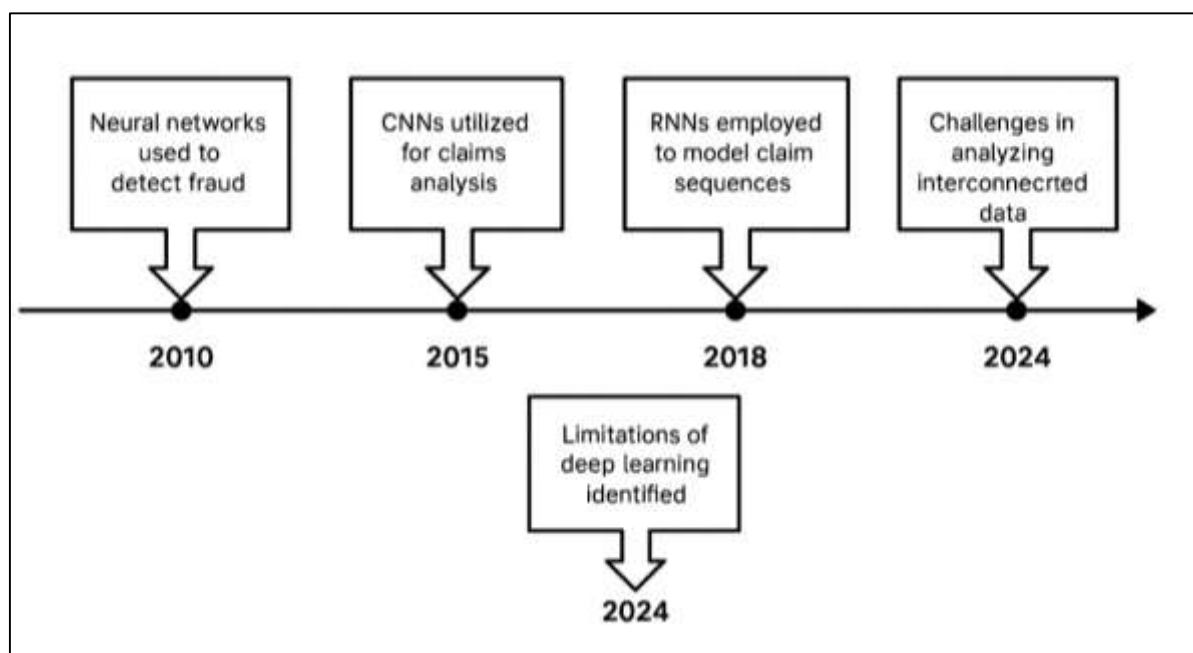 Neural networks
used to
detect fraud
CNNs utilized
for claims
analysis
RNNs employed
to model claim
sequences
Challenges in
analyzing
interconnecrted
data
2010
2015
2018
2024
Limitations of
deep learning
identified
2024